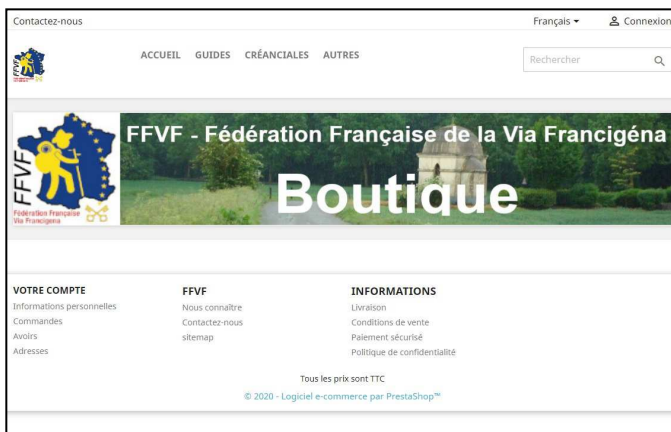 Contactez-nous
Français
Connexion
FFVF
ACCUEIL GUIDES CRÉANCIALES AUTRES
Rechercher
FFVF - Fédération Française de la Via Francigéna
Boutique
FFVF
Fédération Française
Via Francigena
VOTRE COMPTE
Informations personnelles
Commandes
Avoirs
Adresses
FFVF
Nous connaître
Contactez-nous
sitemap
INFORMATIONS
Livraison
Conditions de vente
Paiement sécurisé
Politique de confidentialité
Tous les prix sont TTC
© 2020 - Logiciel e-commerce par PrestaShop™